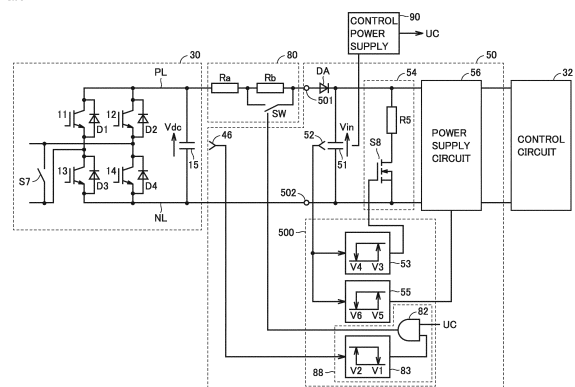 CONTROL
POWER
SUPPLY
90
UC
30
80
50
PL
Ra
Rb
DA
501
54
56
32
11
12
D1
D2
Vdc
15
SW
46
52
Vin
51
R5
S8
POWER
SUPPLY
CIRCUIT
CONTROL
CIRCUIT
S7
13
14
D3
D4
NL
502
500
V4 V3
53
55
V6 V5
82
UC
V2 V1
88
83